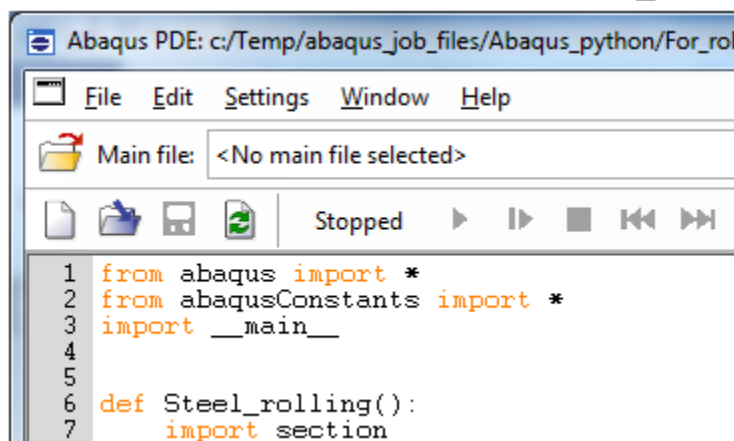 Abaqus PDE: c:/Temp/abaqus_job_files/Abaqus_python/
File Edit Settings Window Help
Main file: <No main file selected>
Stopped
1 from abaqus import *
2 from abaqusConstants import *
3 import __main__
4
5
6 def Steel_rolling():
7 import section